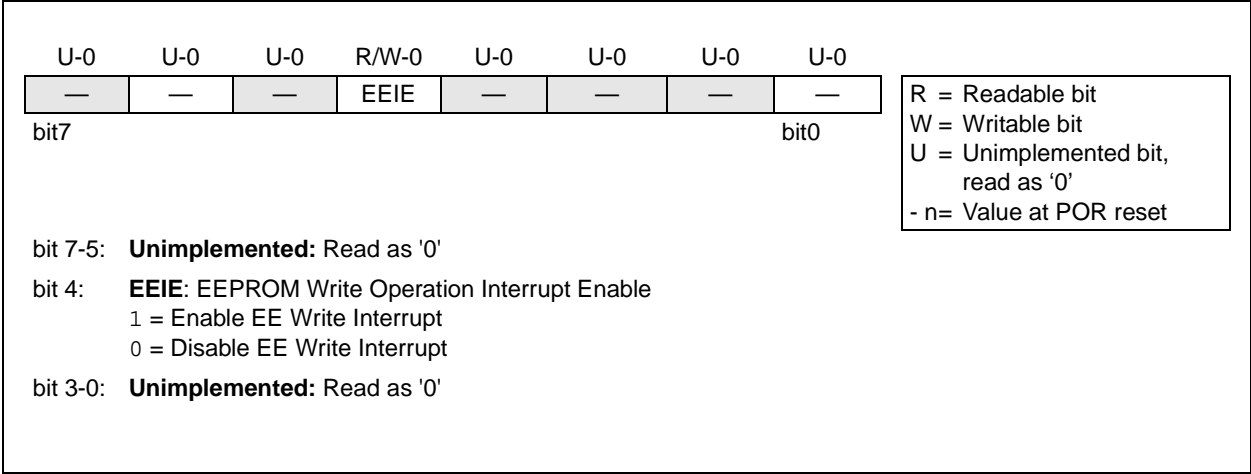 U-0 U-0 U-0 R/W-0 U-0 U-0 U-0 U-0
— — — EEIE — — — —
bit7 bit0
R = Readable bit
W = Writable bit
U = Unimplemented bit,
read as ‘0’
- n= Value at POR reset
bit 7-5: Unimplemented: Read as '0'
bit 4: EEIE: EEPROM Write Operation Interrupt Enable
1 = Enable EE Write Interrupt
0 = Disable EE Write Interrupt
bit 3-0: Unimplemented: Read as '0'